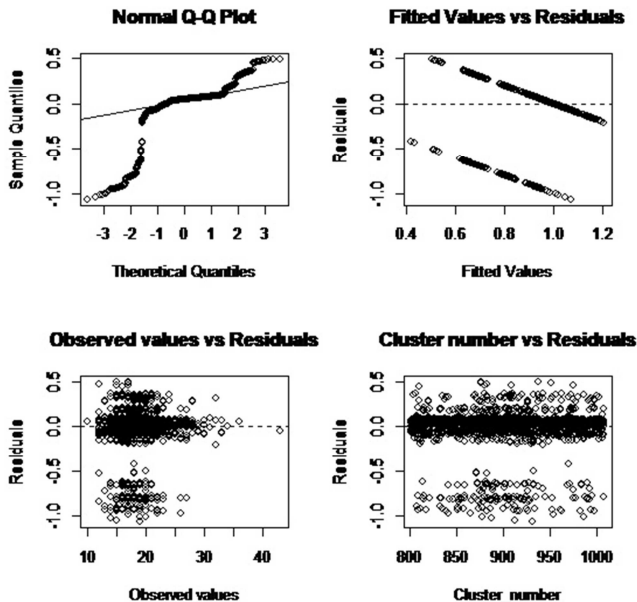 Normal Q-Q Plot
Sample Quantiles
0.5
0.0
-0.5
-1.0
-3 -2 -1 0 1 2 3
Theoretical Quantiles
Fitted Values vs Residuals
Residuals
0.5
0.0
-0.5
-1.0
0.4 0.6 0.8 1.0 1.2
Fitted Values
Observed values vs Residuals
Residuals
0.5
0.0
-0.5
-1.0
10 20 30 40
Observed values
Cluster number vs Residuals
Residuals
0.5
0.0
-0.5
-1.0
800 850 900 950 1000
Cluster number